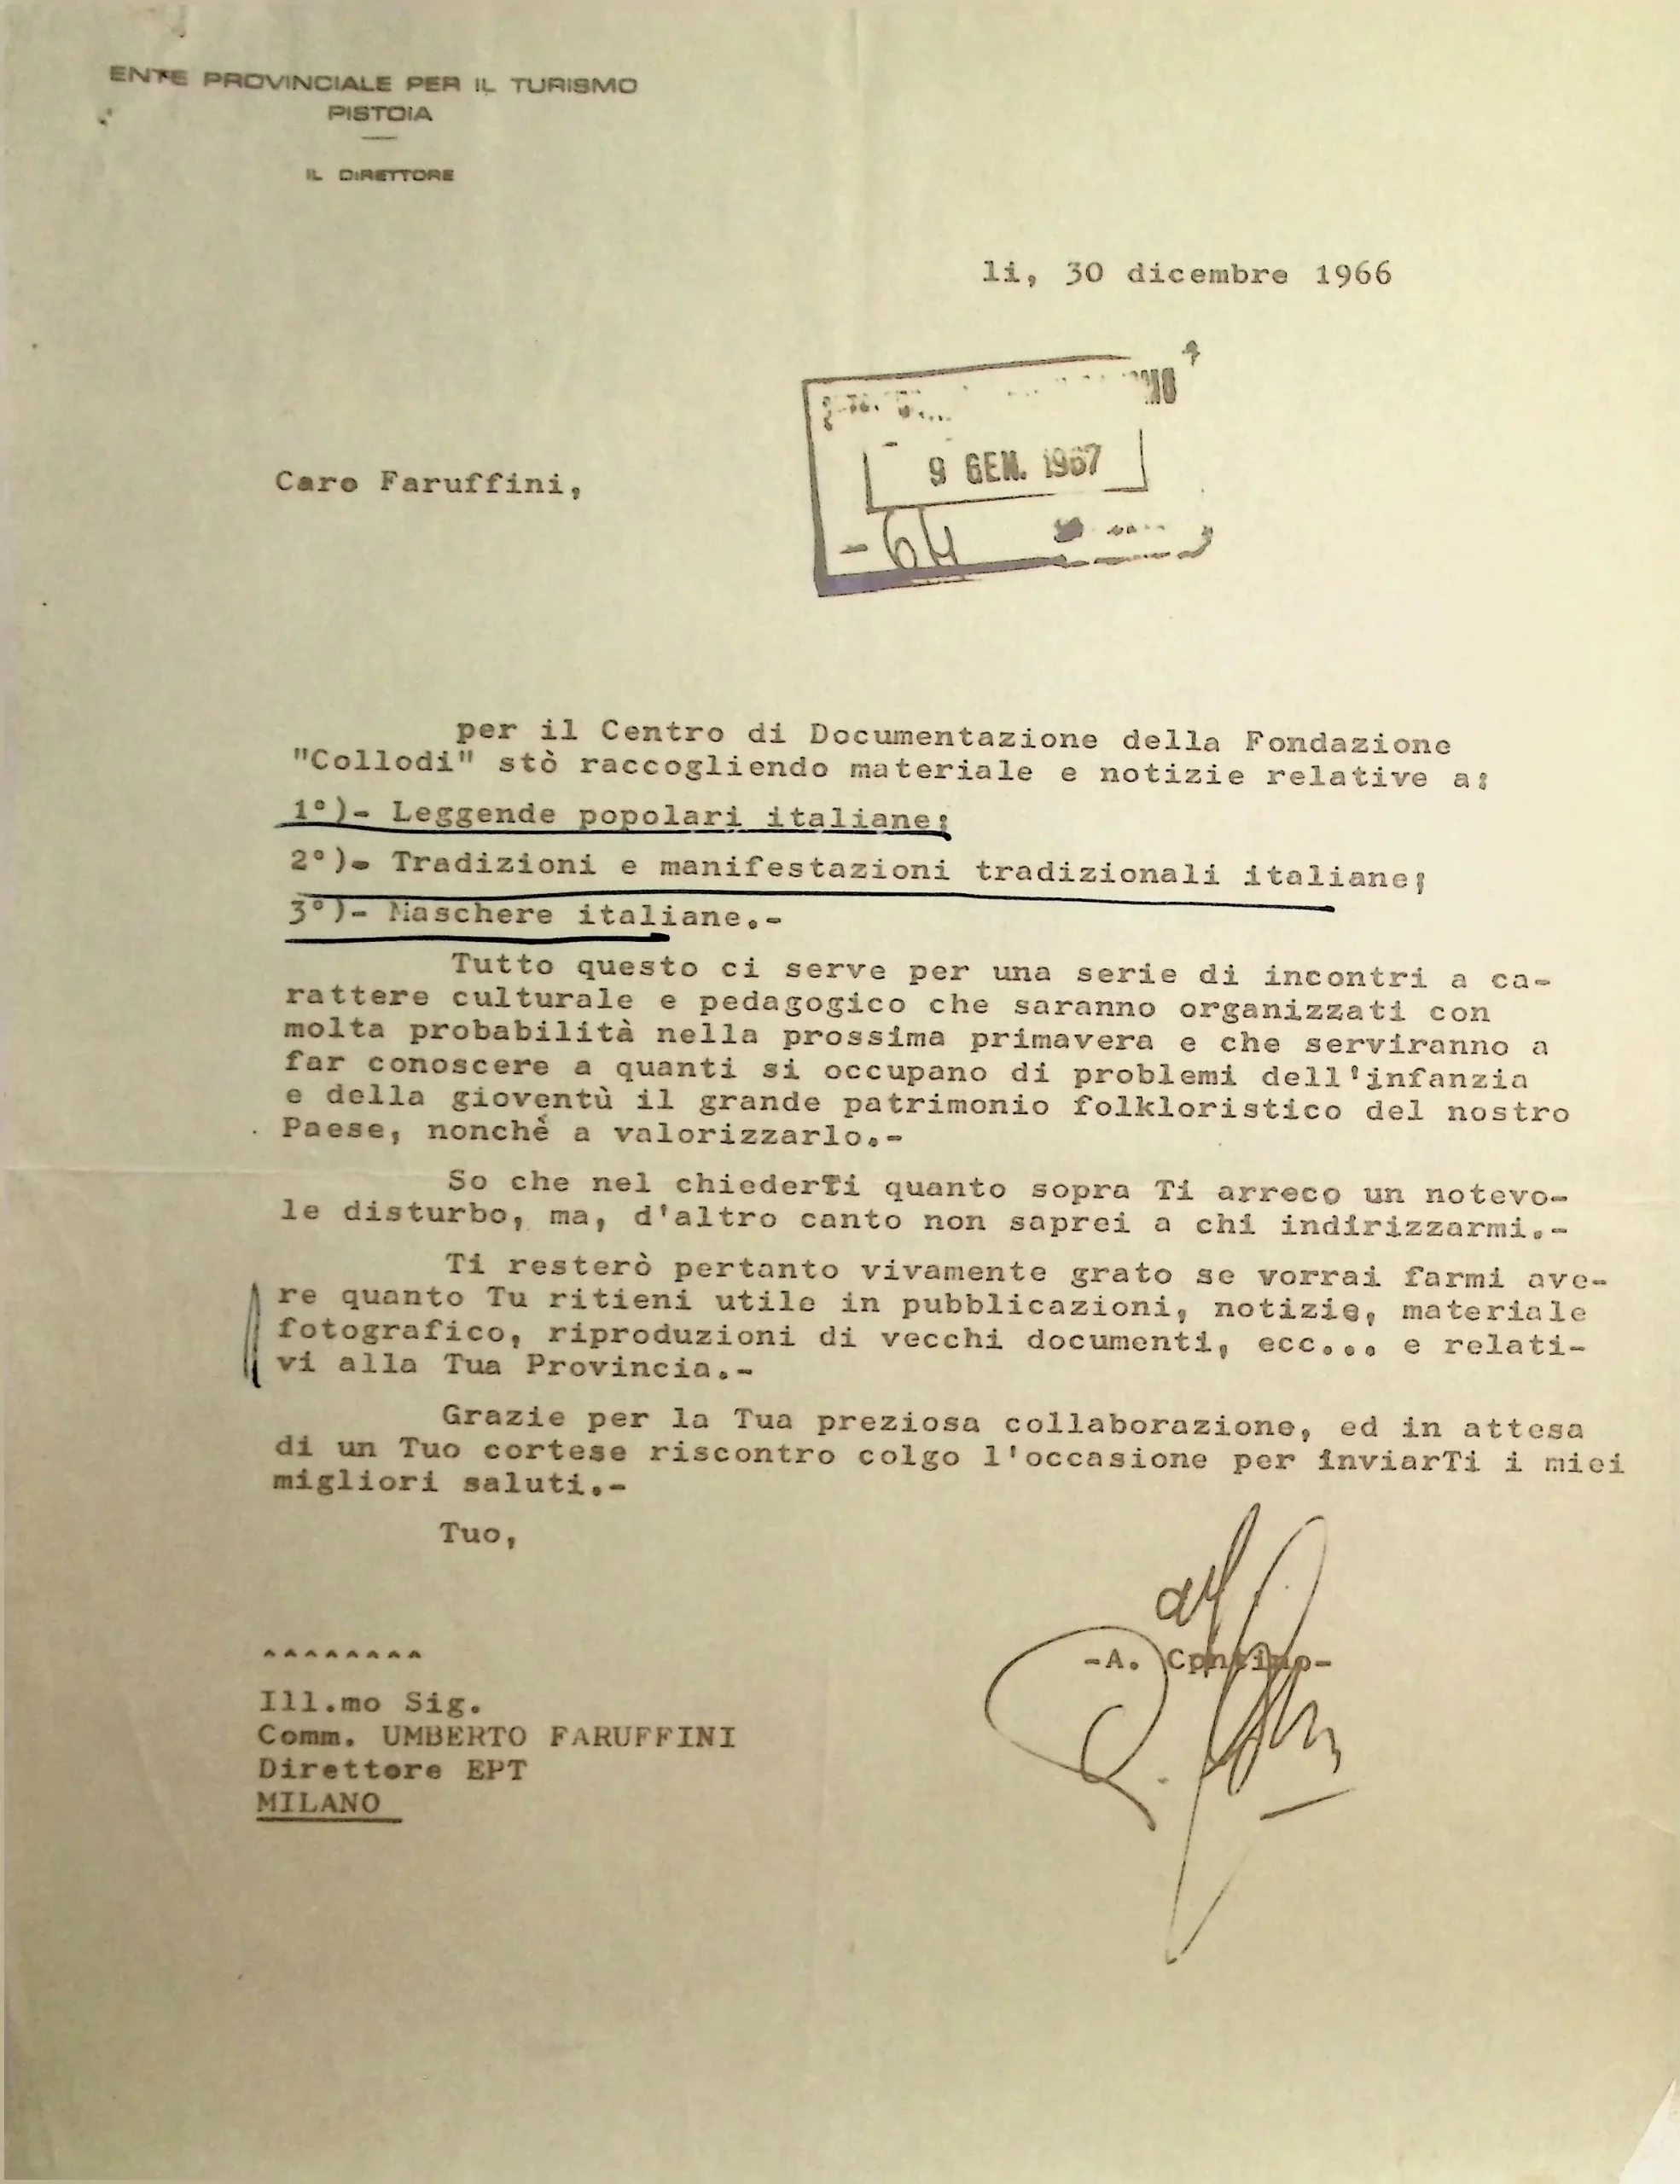 ENTE PROVINCIALE PER IL TURISMO
PISTOIA
IL DIRETTORE
li, 30 dicembre 1966
9 GEN. 1967
Caro Faruffini,
per il Centro di Documentazione della Fondazione
"Collodi" stò raccogliendo materiale e notizie relative a:
1°)- Leggende popolari italiane;
2°)- Tradizioni e manifestazioni tradizionali italiane;
3°)- Maschere italiane.-
Tutto questo ci serve per una serie di incontri a ca-
rattere culturale e pedagogico che saranno organizzati con
molta probabilità nella prossima primavera e che serviranno a
far conoscere a quanti si occupano di problemi dell'infanzia
e della gioventù il grande patrimonio folkloristico del nostro
Paese, nonchè a valorizzarlo.-
So che nel chiederTi quanto sopra Ti arreco un notevo-
le disturbo, ma, d'altro canto non saprei a chi indirizzarmi.-
Ti resterò pertanto vivamente grato se vorrai farmi ave-
re quanto Tu ritieni utile in pubblicazioni, notizie, materiale
fotografico, riproduzioni di vecchi documenti, ecc... e relati-
vi alla Tua Provincia.-
Grazie per la Tua preziosa collaborazione, ed in attesa
di un Tuo cortese riscontro colgo l'occasione per inviarTi i miei
migliori saluti.-
Tuo,
-A.
Ill.mo Sig.
Comm. UMBERTO FARUFFINI
Direttore EPT
MILANO